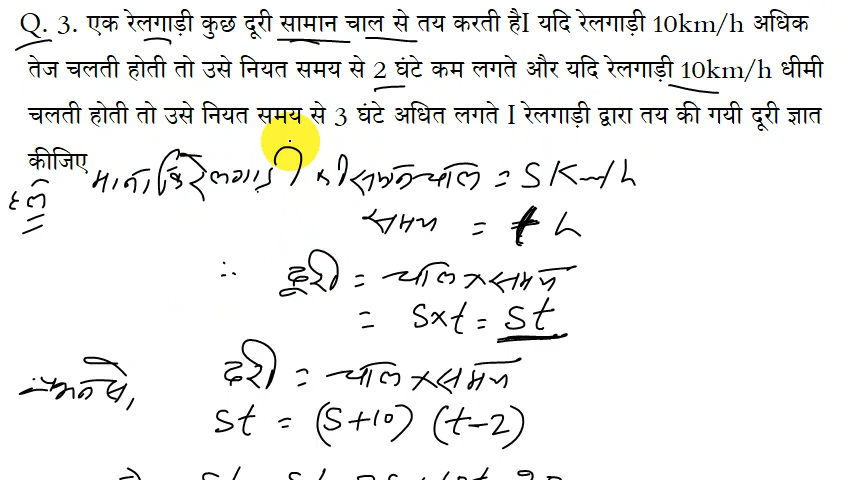 Q. 3. एक रेलगाड़ी कुछ दूरी सामान चाल से तय करती हैI यदि रेलगाड़ी 10km/h अधिक
तेज चलती होती तो उसे नियत समय से 2 घंटे कम लगते और यदि रेलगाड़ी 10km/h धीमी
चलती होती तो उसे नियत समय से 3 घंटे अधित लगते I रेलगाड़ी द्वारा तय की गयी दूरी ज्ञात
कीजिए
माना कि रेलगाड़ी की समान चाल = S Km/h
हल
समय = t h
∴ दूरी = चाल × समय
= S×t = St
दूरी = चाल × समय
St = (S+10) (t-2)